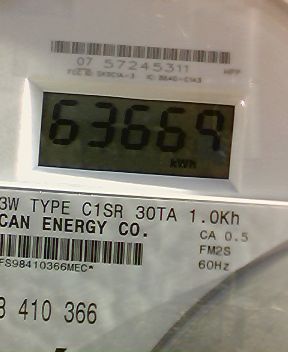 07 57245311
63669
kWh
3W TYPE C1SR 30TA 1.0Kh
CAN ENERGY CO.
CA 0.5
FM2S
60Hz
FS98410366MEC*
410 366